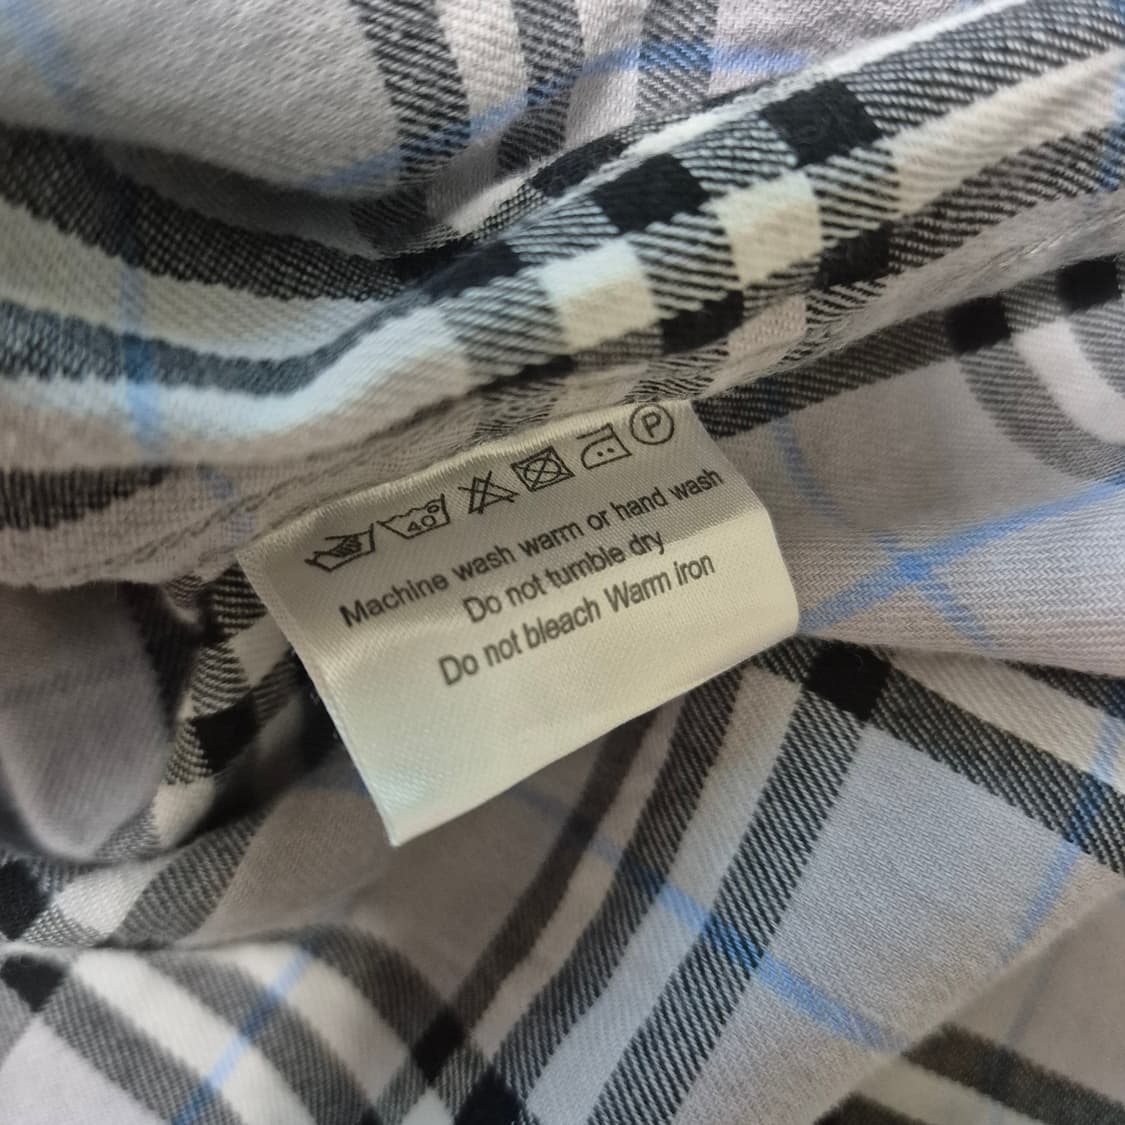 40° P
Machine wash warm or hand wash
Do not tumble dry
Do not bleach Warm iron